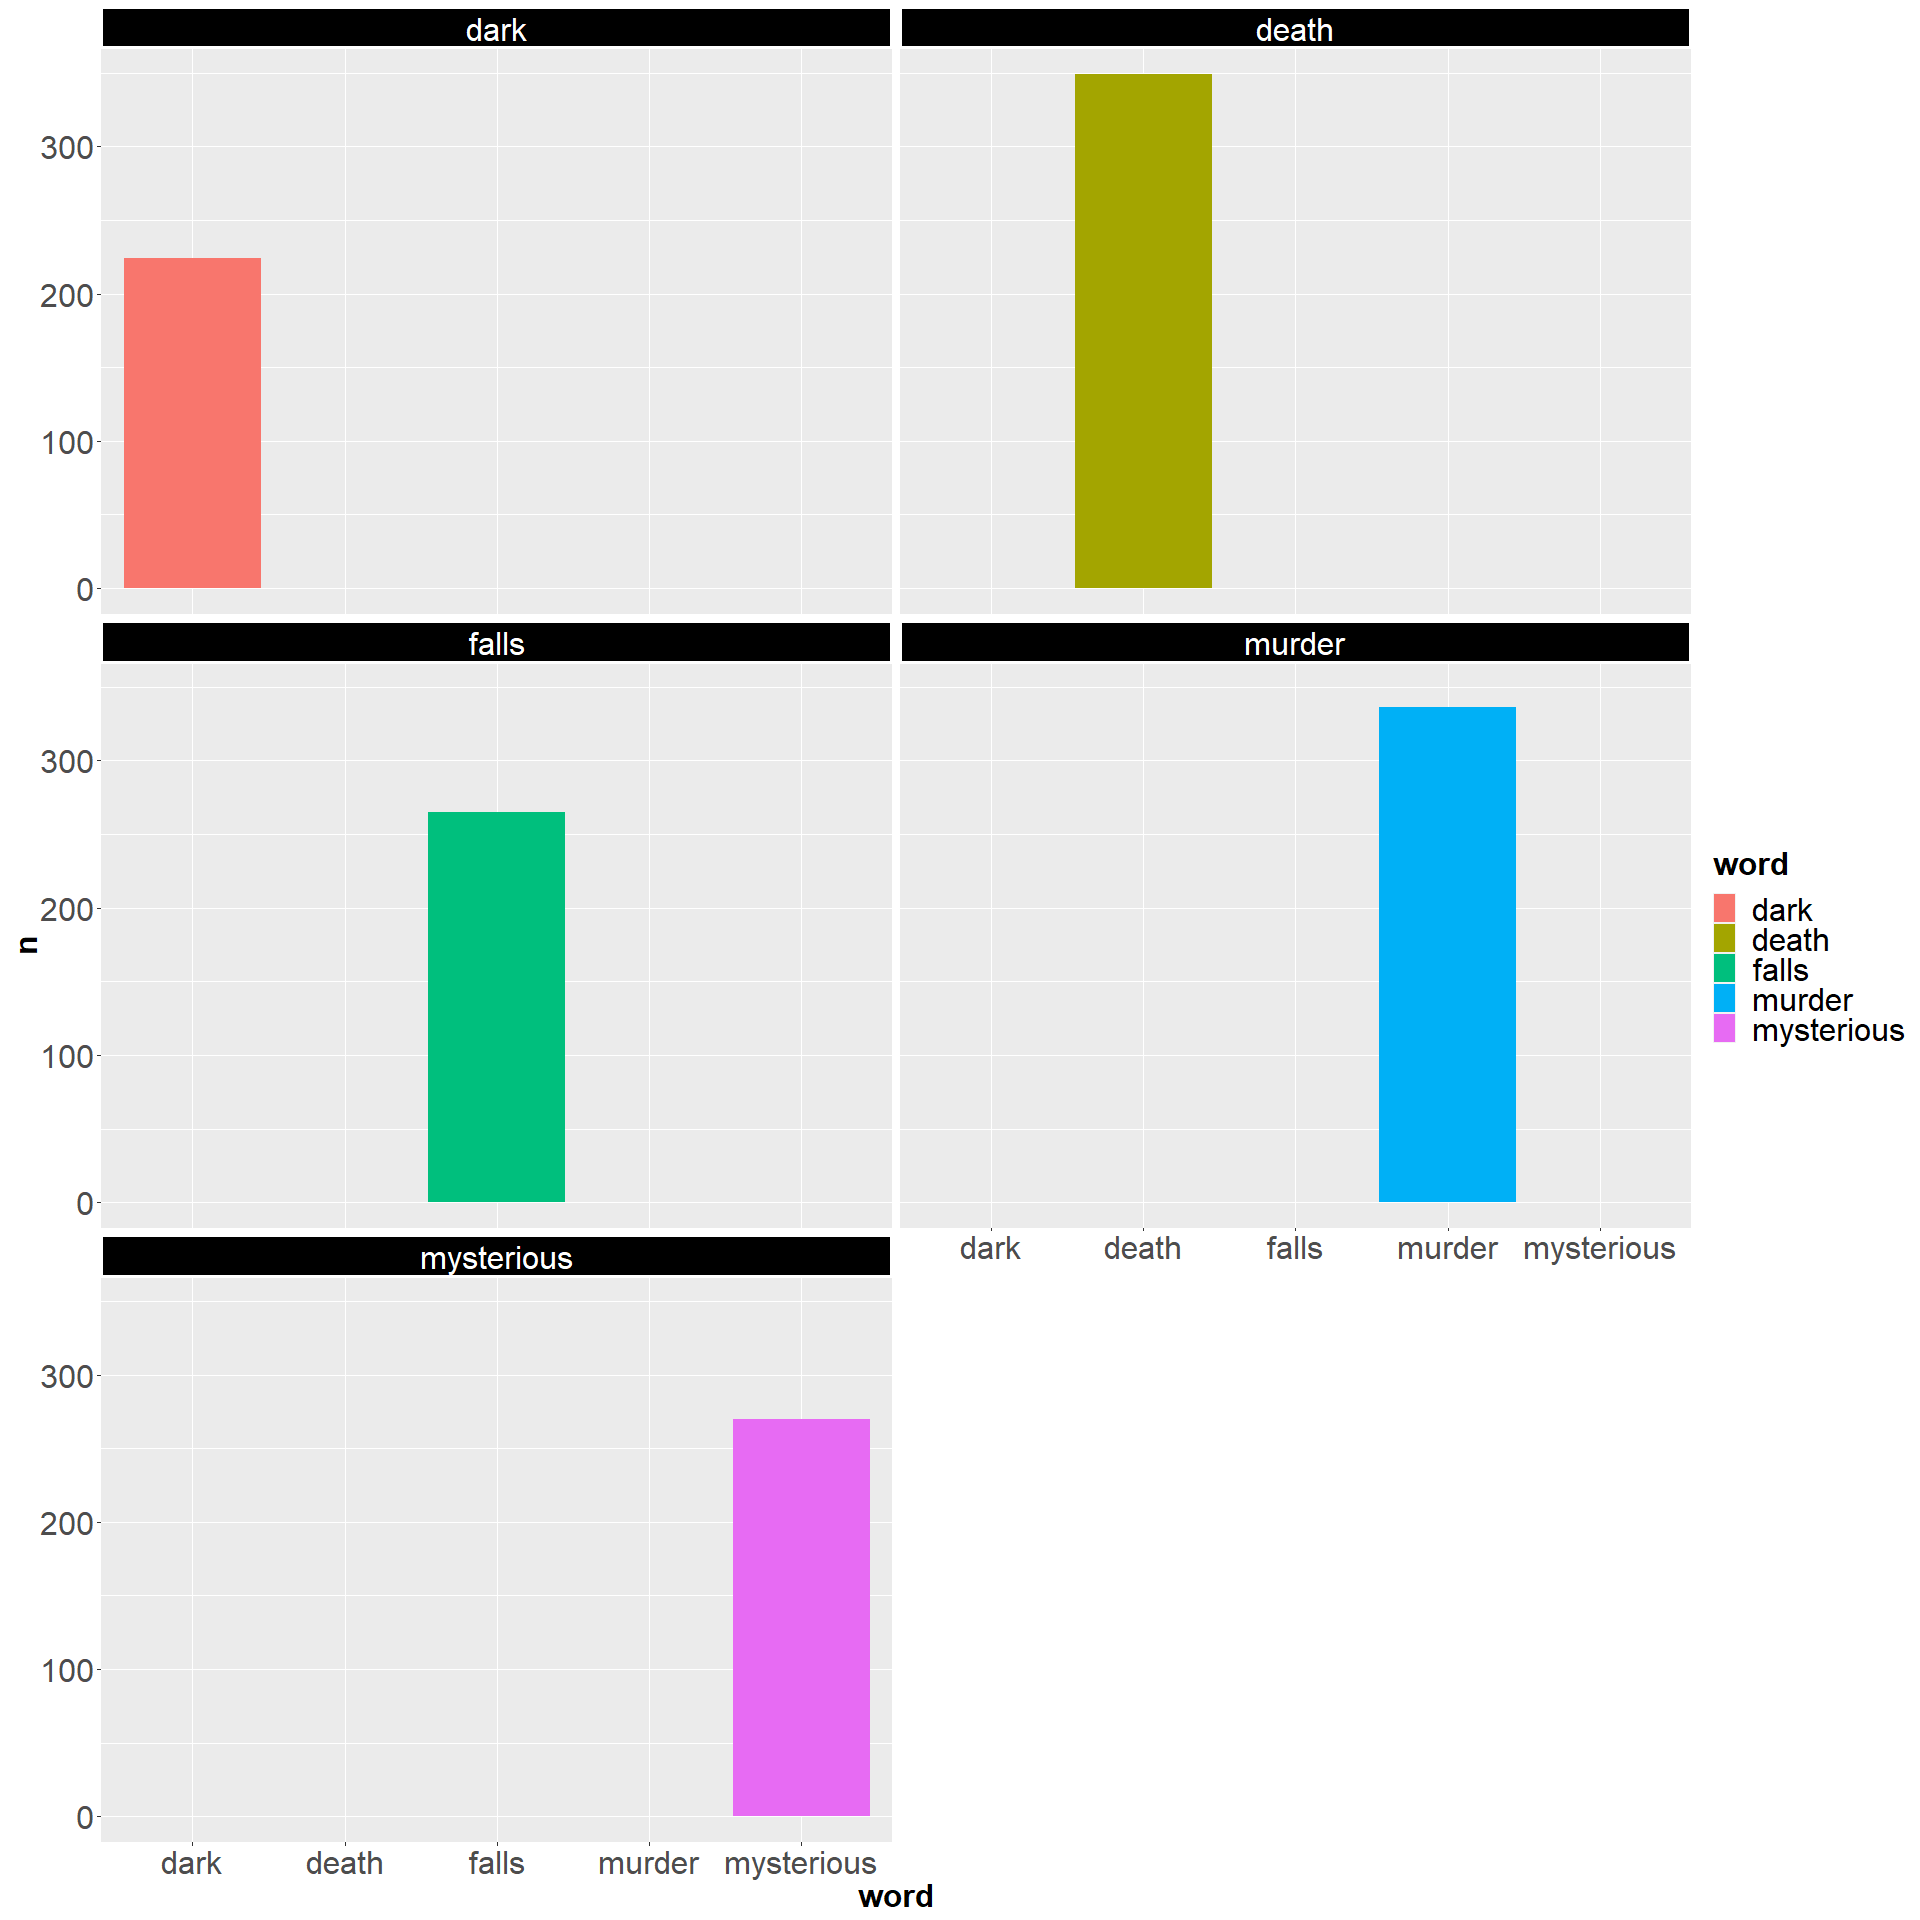 dark
death
300
200
100
0
falls
murder
300
200
100
0
dark death falls murder mysterious
mysterious
300
200
100
0
dark death falls murder mysterious
word
n
word
dark
death
falls
murder
mysterious